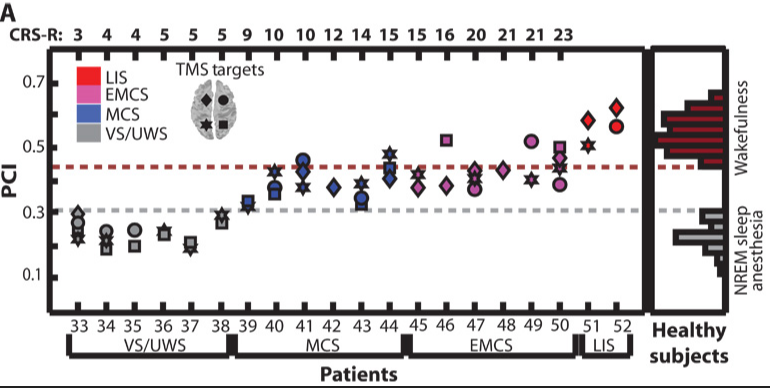 A
CRS-R: 3 4 4 5 5 5 9 10 10 12 14 15 15 16 20 21 21 23
TMS targets
LIS
EMCS
MCS
VS/UWS
0.7
0.5
0.3
0.1
PCI
Wakefulness
NREM sleep
anesthesia
33 34 35 36 37 38 39 40 41 12 43 44 45 46 47 48 49 50 51 52
VS/UWS MCS EMCS LIS
Patients
Healthy
subjects